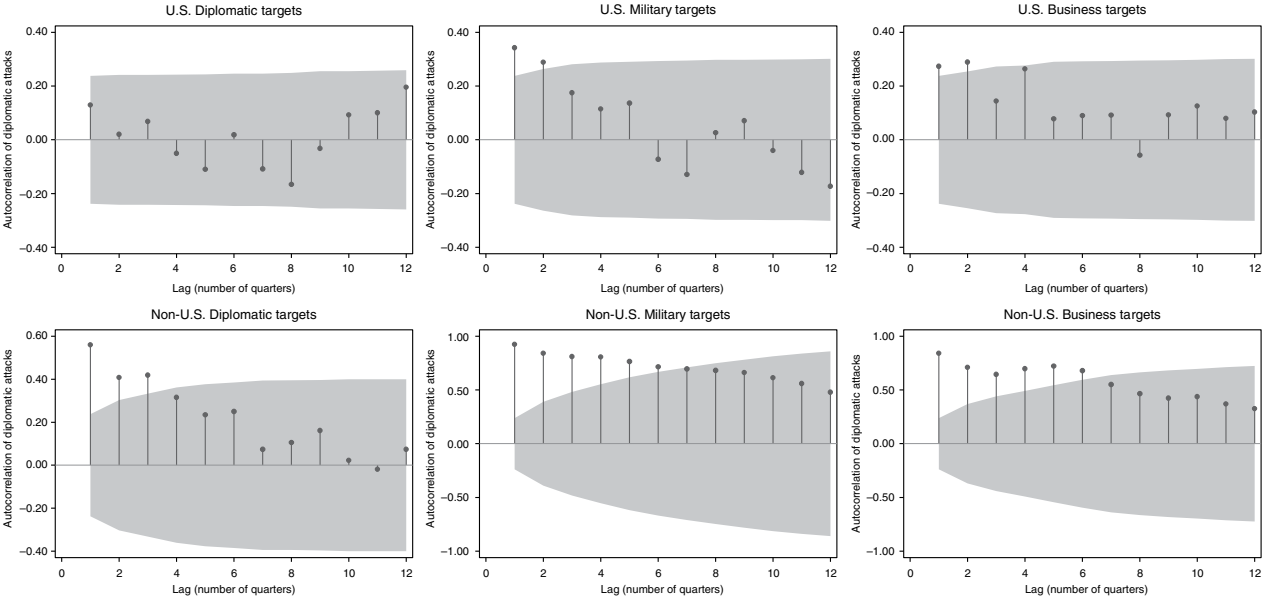 U.S. Diplomatic targets
Autocorrelation of diplomatic attacks
0.40
0.20
0.00
−0.20
−0.40
0 2 4 6 8 10 12
Lag (number of quarters)
U.S. Military targets
Autocorrelation of diplomatic attacks
0.40
0.20
0.00
−0.20
−0.40
0 2 4 6 8 10 12
Lag (number of quarters)
U.S. Business targets
Autocorrelation of diplomatic attacks
0.40
0.20
0.00
−0.20
−0.40
0 2 4 6 8 10 12
Lag (number of quarters)
Non-U.S. Diplomatic targets
Autocorrelation of diplomatic attacks
0.60
0.40
0.20
0.00
−0.20
−0.40
0 2 4 6 8 10 12
Lag (number of quarters)
Non-U.S. Military targets
Autocorrelation of diplomatic attacks
1.00
0.50
0.00
−0.50
−1.00
0 2 4 6 8 10 12
Lag (number of quarters)
Non-U.S. Business targets
Autocorrelation of diplomatic attacks
1.00
0.50
0.00
−0.50
−1.00
0 2 4 6 8 10 12
Lag (number of quarters)